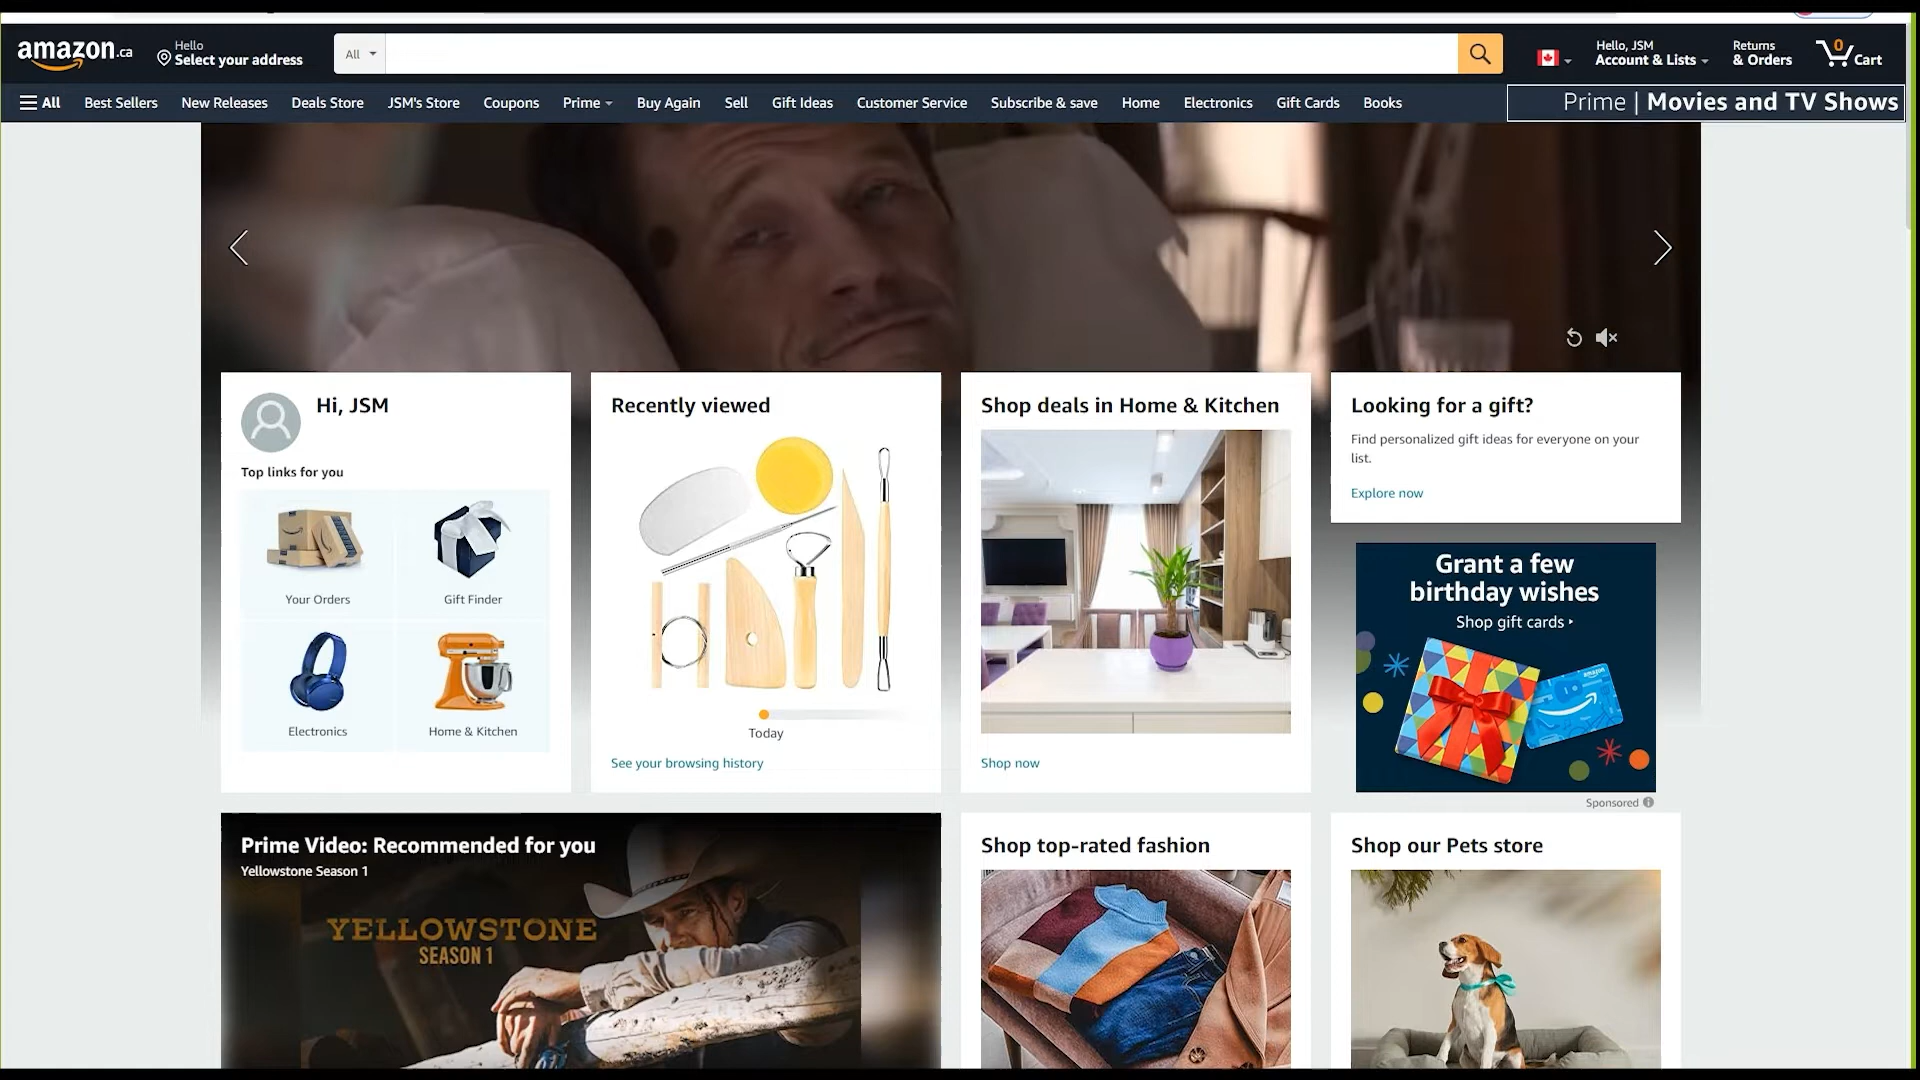 amazon.ca
Hello
Select your address
All
Hello, JSM
Account & Lists
Returns
& Orders
0
Cart
All
Best Sellers
New Releases
Deals Store
JSM's Store
Coupons
Prime
Buy Again
Sell
Gift Ideas
Customer Service
Subscribe & save
Home
Electronics
Gift Cards
Books
Prime | Movies and TV Shows
Hi, JSM
Top links for you
Your Orders
Gift Finder
Electronics
Home & Kitchen
Recently viewed
Today
See your browsing history
Shop deals in Home & Kitchen
Shop now
Looking for a gift?
Find personalized gift ideas for everyone on your
list.
Explore now
Grant a few
birthday wishes
Shop gift cards
amazon
Sponsored
Prime Video: Recommended for you
Yellowstone Season 1
YELLOWSTONE
SEASON 1
Shop top-rated fashion
Shop our Pets store